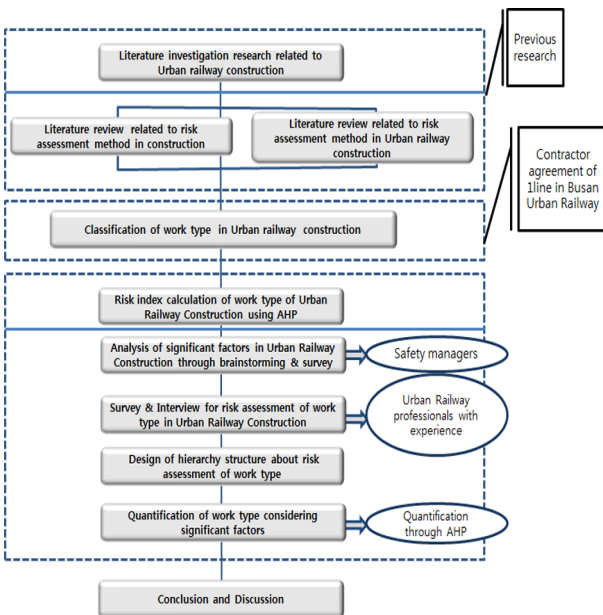 Literature investigation research related to
Urban railway construction
Previous
research
Literature review related to risk
assessment method in construction
Literature review related to risk
assessment method in Urban railway
construction
Contractor
agreement of
1line in Busan
Urban Railway
Classification of work type in Urban railway construction
Risk index calculation of work type of Urban
Railway Construction using AHP
Analysis of significant factors in Urban Railway
Construction through brainstorming & survey
Safety managers
Survey & Interview for risk assessment of work
type in Urban Railway Construction
Urban Railway
professionals with
experience
Design of hierarchy structure about risk
assessment of work type
Quantification of work type considering
significant factors
Quantification
through AHP
Conclusion and Discussion